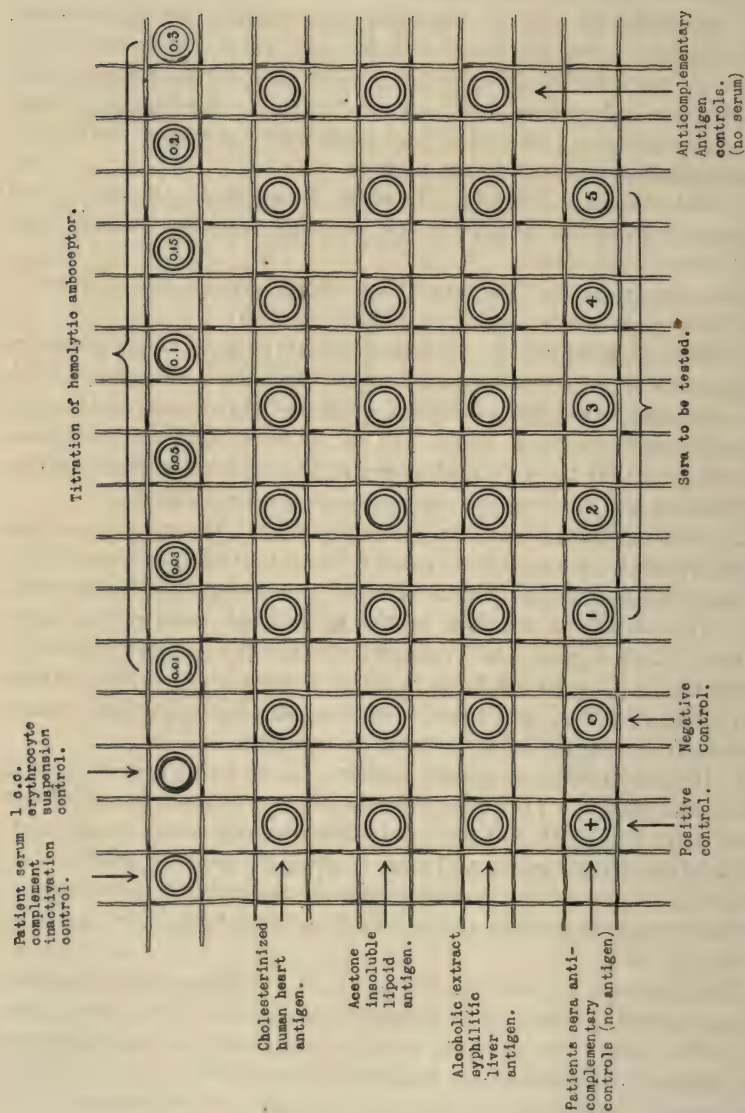 Titration of hemolytic amboceptor.
Patient serum
complement
inactivation
control.
1 c.c.
erythrocyte
suspension
control.
0.01
0.03
0.05
0.1
0.15
0.2
0.3
Cholesterinized
human heart
antigen.
Acetone
insoluble
lipoid
antigen.
Alcoholic extract
syphilitic
liver
antigen.
Patients sera anti-
complementary
controls (no antigen)
+
0
1
2
3
4
5
Positive
control.
Negative
control.
Sera to be tested.
Anticomplementary
Antigen
controls.
(no serum)